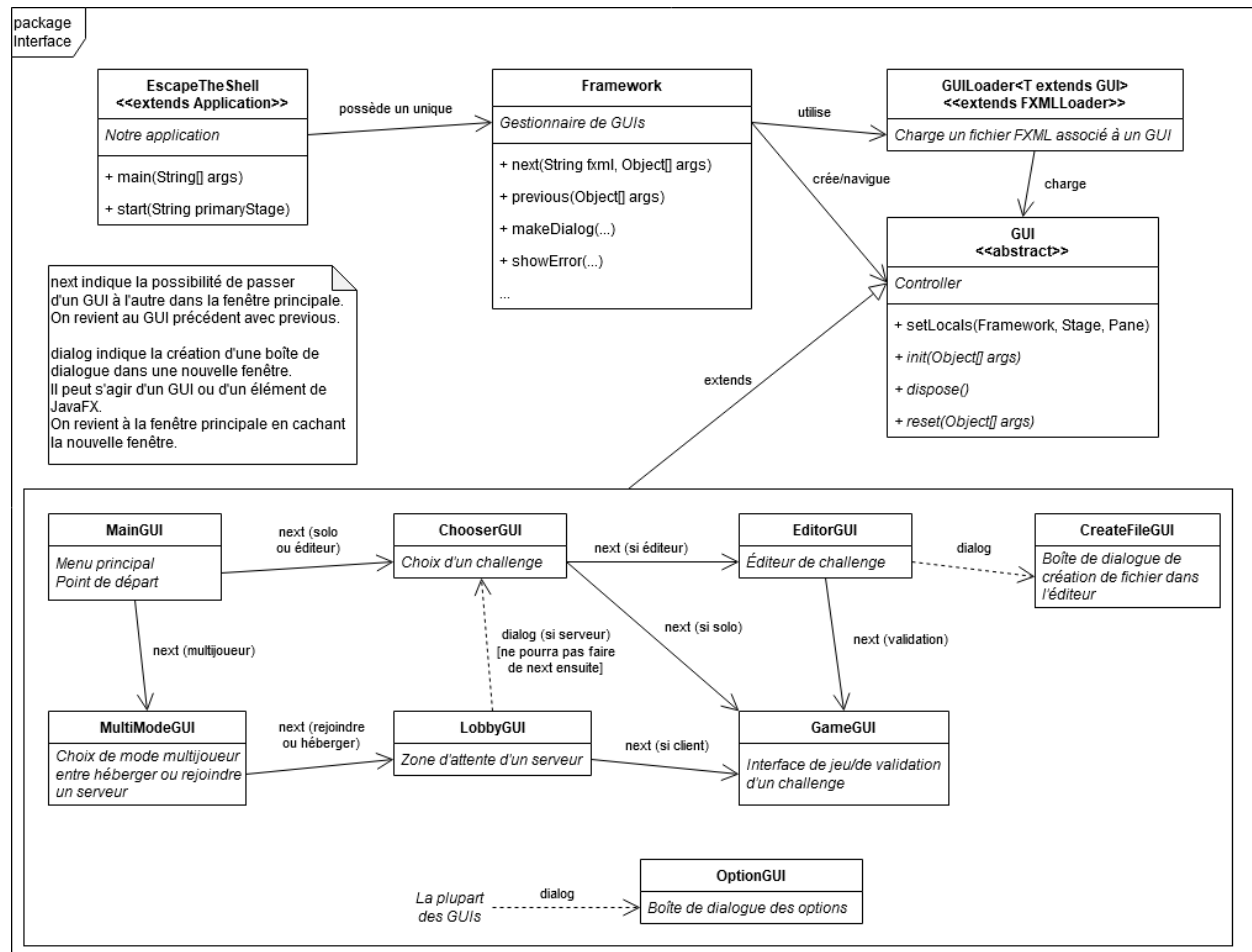 package
Interface
EscapeTheShell
<<extends Application>>
Notre application
+ main(String[] args)
+ start(String primaryStage)
possède un unique
Framework
Gestionnaire de GUIs
+ next(String fxml, Object[] args)
+ previous(Object[] args)
+ makeDialog(...)
+ showError(...)
...
utilise
crée/navigue
GUILoader<T extends GUI>
<<extends FXMLLoader>>
Charge un fichier FXML associé à un GUI
charge
GUI
<<abstract>>
Controller
+ setLocals(Framework, Stage, Pane)
+ init(Object[] args)
+ dispose()
+ reset(Object[] args)
next indique la possibilité de passer
d'un GUI à l'autre dans la fenêtre principale.
On revient au GUI précédent avec previous.
dialog indique la création d'une boîte de
dialogue dans une nouvelle fenêtre.
Il peut s'agir d'un GUI ou d'un élément de
JavaFX.
On revient à la fenêtre principale en cachant
la nouvelle fenêtre.
extends
MainGUI
Menu principal
Point de départ
next (solo
ou éditeur)
ChooserGUI
Choix d'un challenge
next (si éditeur)
EditorGUI
Éditeur de challenge
dialog
CreateFileGUI
Boîte de dialogue de
création de fichier dans
l'éditeur
next (multijoueur)
dialog (si serveur)
[ne pourra pas faire
de next ensuite]
next (si solo)
next (validation)
MultiModeGUI
Choix de mode multijoueur
entre héberger ou rejoindre
un serveur
next (rejoindre
ou héberger)
LobbyGUI
Zone d'attente d'un serveur
next (si client)
GameGUI
Interface de jeu/de validation
d'un challenge
La plupart
des GUIs
dialog
OptionGUI
Boîte de dialogue des options